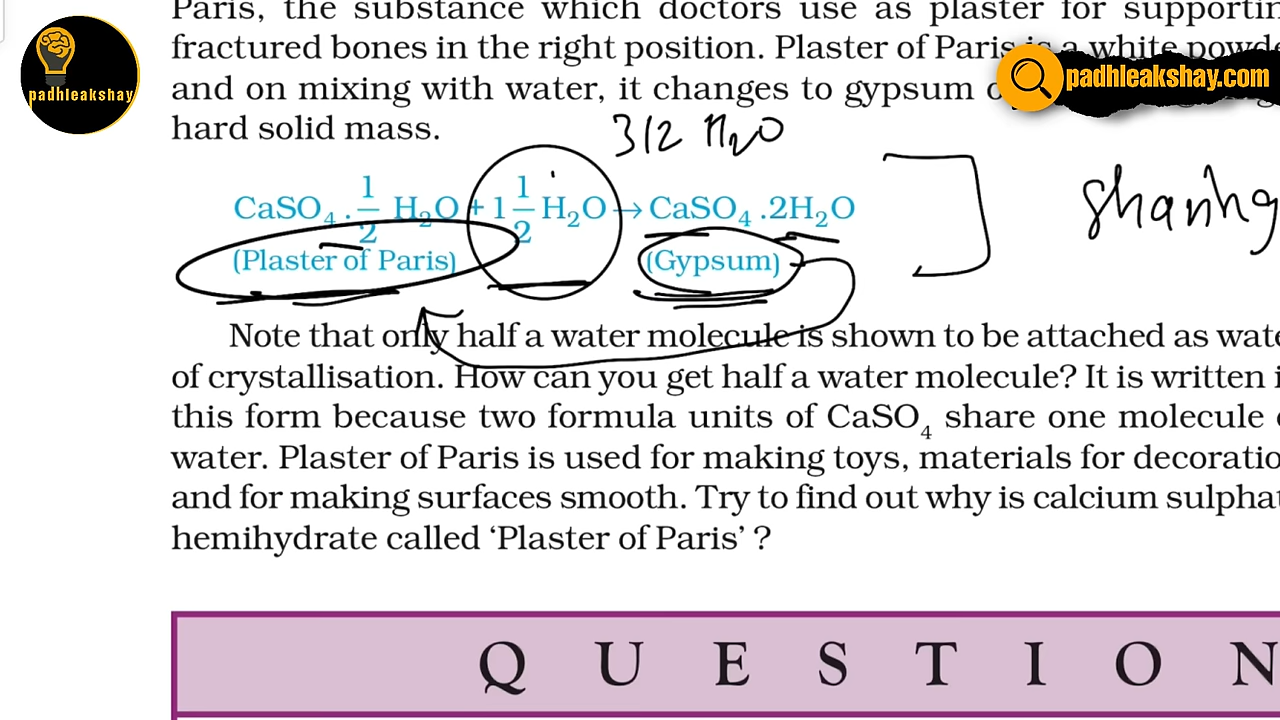 Paris, the substance which doctors use as plaster for supportin
fractured bones in the right position. Plaster of Paris is a white powd
padhleakshay
padhleakshay.com
and on mixing with water, it changes to gypsum
hard solid mass.
3/2 H₂O
CaSO₄ . 1/2 H₂O + 1 1/2 H₂O → CaSO₄ .2H₂O
(Plaster of Paris) (Gypsum)
sharing
Note that only half a water molecule is shown to be attached as wate
of crystallisation. How can you get half a water molecule? It is written i
this form because two formula units of CaSO₄ share one molecule
water. Plaster of Paris is used for making toys, materials for decoratio
and for making surfaces smooth. Try to find out why is calcium sulphat
hemihydrate called ‘Plaster of Paris’ ?
Q U E S T I O N